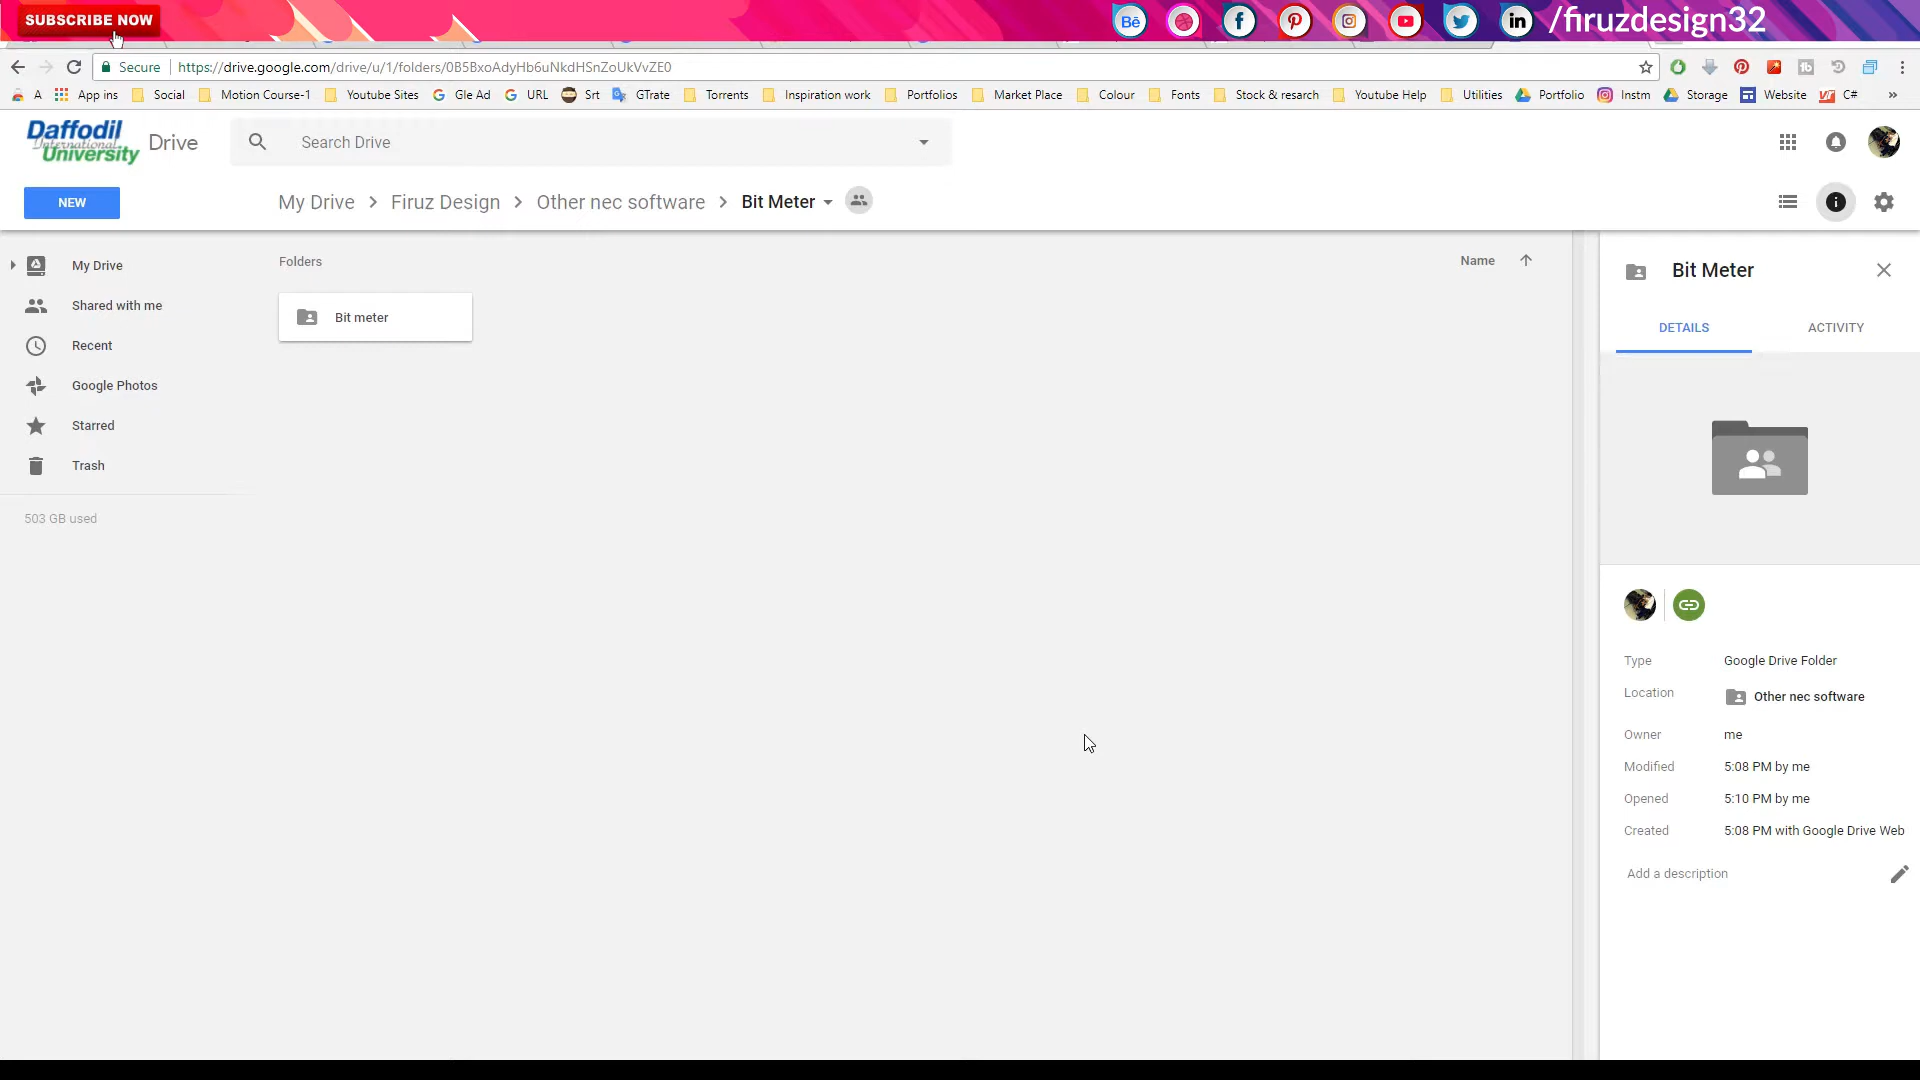 SUBSCRIBE NOW
Bē
/firuzdesign32
Secure
https://drive.google.com/drive/u/1/folders/0B5BxoAdyHb6uNkdHSnZoUkVvZE0
A App ins Social Motion Course-1 Youtube Sites Gle Ad URL Srt GTrate Torrents Inspiration work Portfolios Market Place Colour Fonts Stock & resarch Youtube Help Utilities Portfolio Instm Storage Website C# »
Daffodil
International
University
Drive
Search Drive
NEW
My Drive > Firuz Design > Other nec software > Bit Meter
My Drive
Shared with me
Recent
Google Photos
Starred
Trash
503 GB used
Folders
Name
Bit meter
Bit Meter
DETAILS ACTIVITY
Type Google Drive Folder
Location Other nec software
Owner me
Modified 5:08 PM by me
Opened 5:10 PM by me
Created 5:08 PM with Google Drive Web
Add a description